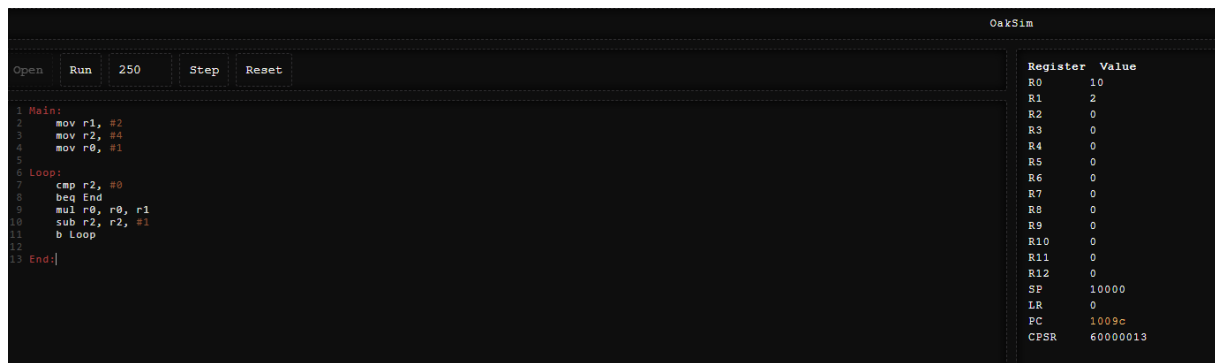 OakSim
Open Run 250 Step Reset
1 Main:
2 mov r1, #2
3 mov r2, #4
4 mov r0, #1
5
6 Loop:
7 cmp r2, #0
8 beq End
9 mul r0, r0, r1
10 sub r2, r2, #1
11 b Loop
12
13 End:
Register Value
R0 10
R1 2
R2 0
R3 0
R4 0
R5 0
R6 0
R7 0
R8 0
R9 0
R10 0
R11 0
R12 0
SP 10000
LR 0
PC 1009c
CPSR 60000013